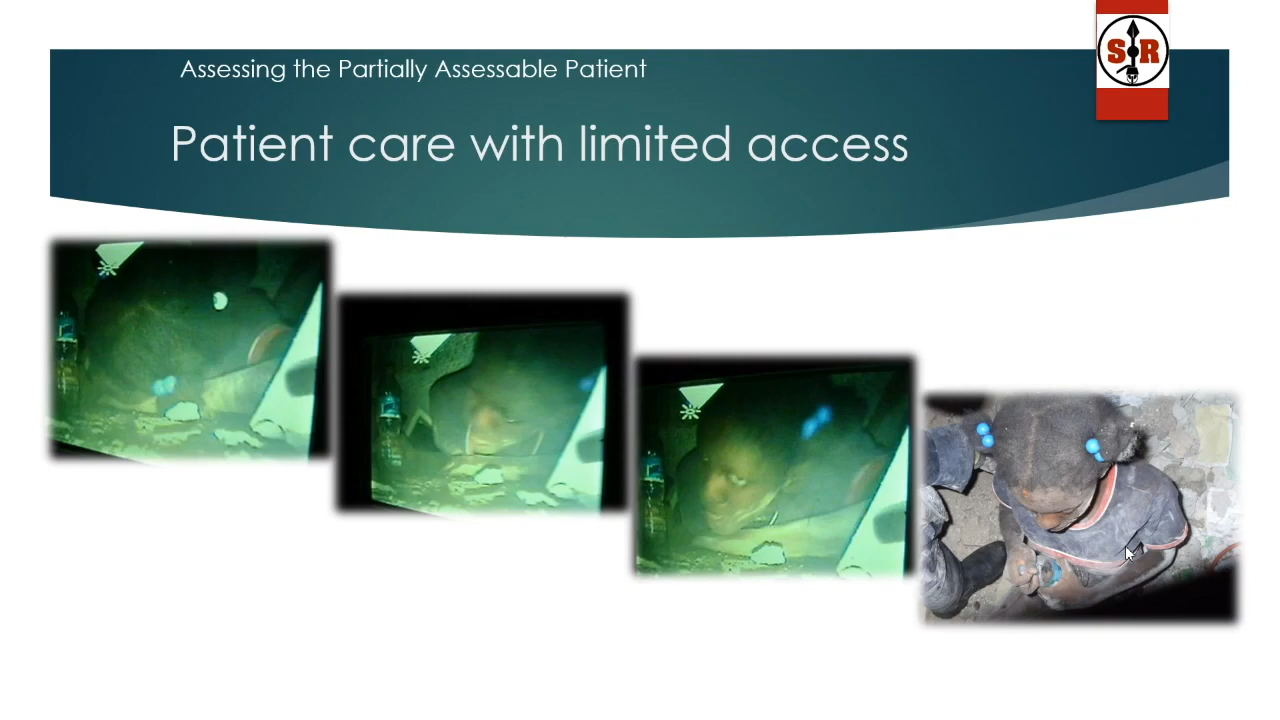 Assessing the Partially Assessable Patient
S R
Patient care with limited access